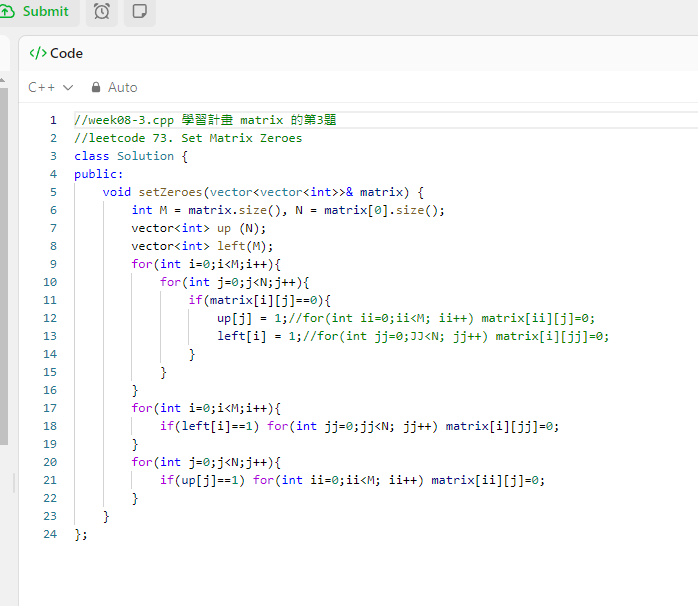 Submit
</> Code
C++ Auto
1 //week08-3.cpp 學習計畫 matrix 的第3題
2 //leetcode 73. Set Matrix Zeroes
3 class Solution {
4 public:
5     void setZeroes(vector<vector<int>>& matrix) {
6         int M = matrix.size(), N = matrix[0].size();
7         vector<int> up (N);
8         vector<int> left(M);
9         for(int i=0;i<M;i++){
10             for(int j=0;j<N;j++){
11                 if(matrix[i][j]==0){
12                     up[j] = 1;//for(int ii=0;ii<M; ii++) matrix[ii][j]=0;
13                     left[i] = 1;//for(int jj=0;JJ<N; jj++) matrix[i][jj]=0;
14                 }
15             }
16         }
17         for(int i=0;i<M;i++){
18             if(left[i]==1) for(int jj=0;jj<N; jj++) matrix[i][jj]=0;
19         }
20         for(int j=0;j<N;j++){
21             if(up[j]==1) for(int ii=0;ii<M; ii++) matrix[ii][j]=0;
22         }
23     }
24 };